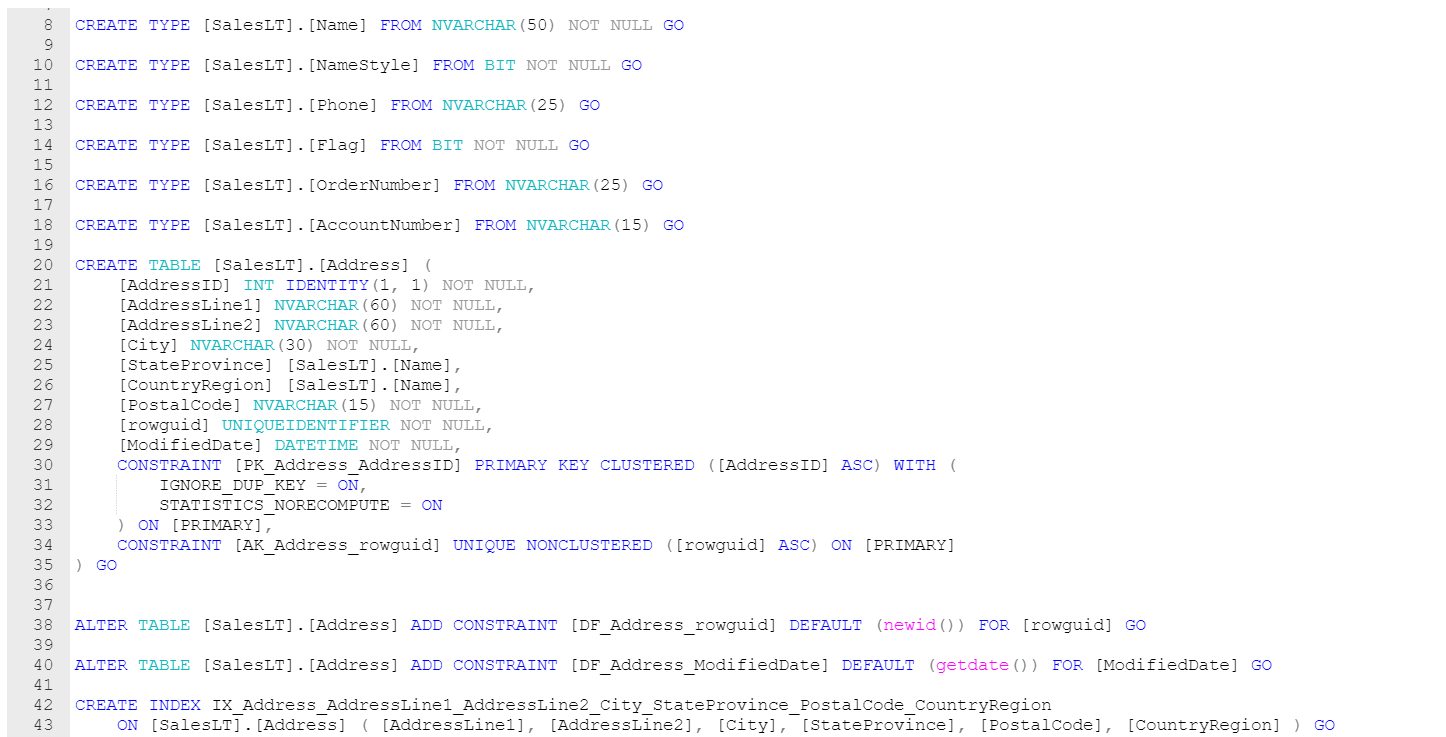 8 CREATE TYPE [SalesLT].[Name] FROM NVARCHAR(50) NOT NULL GO
9
10 CREATE TYPE [SalesLT].[NameStyle] FROM BIT NOT NULL GO
11
12 CREATE TYPE [SalesLT].[Phone] FROM NVARCHAR(25) GO
13
14 CREATE TYPE [SalesLT].[Flag] FROM BIT NOT NULL GO
15
16 CREATE TYPE [SalesLT].[OrderNumber] FROM NVARCHAR(25) GO
17
18 CREATE TYPE [SalesLT].[AccountNumber] FROM NVARCHAR(15) GO
19
20 CREATE TABLE [SalesLT].[Address] (
21 [AddressID] INT IDENTITY(1, 1) NOT NULL,
22 [AddressLine1] NVARCHAR(60) NOT NULL,
23 [AddressLine2] NVARCHAR(60) NOT NULL,
24 [City] NVARCHAR(30) NOT NULL,
25 [StateProvince] [SalesLT].[Name],
26 [CountryRegion] [SalesLT].[Name],
27 [PostalCode] NVARCHAR(15) NOT NULL,
28 [rowguid] UNIQUEIDENTIFIER NOT NULL,
29 [ModifiedDate] DATETIME NOT NULL,
30 CONSTRAINT [PK_Address_AddressID] PRIMARY KEY CLUSTERED ([AddressID] ASC) WITH (
31 IGNORE_DUP_KEY = ON,
32 STATISTICS_NORECOMPUTE = ON
33 ) ON [PRIMARY],
34 CONSTRAINT [AK_Address_rowguid] UNIQUE NONCLUSTERED ([rowguid] ASC) ON [PRIMARY]
35 ) GO
36
37
38 ALTER TABLE [SalesLT].[Address] ADD CONSTRAINT [DF_Address_rowguid] DEFAULT (newid()) FOR [rowguid] GO
39
40 ALTER TABLE [SalesLT].[Address] ADD CONSTRAINT [DF_Address_ModifiedDate] DEFAULT (getdate()) FOR [ModifiedDate] GO
41
42 CREATE INDEX IX_Address_AddressLine1_AddressLine2_City_StateProvince_PostalCode_CountryRegion
43 ON [SalesLT].[Address] ( [AddressLine1], [AddressLine2], [City], [StateProvince], [PostalCode], [CountryRegion] ) GO